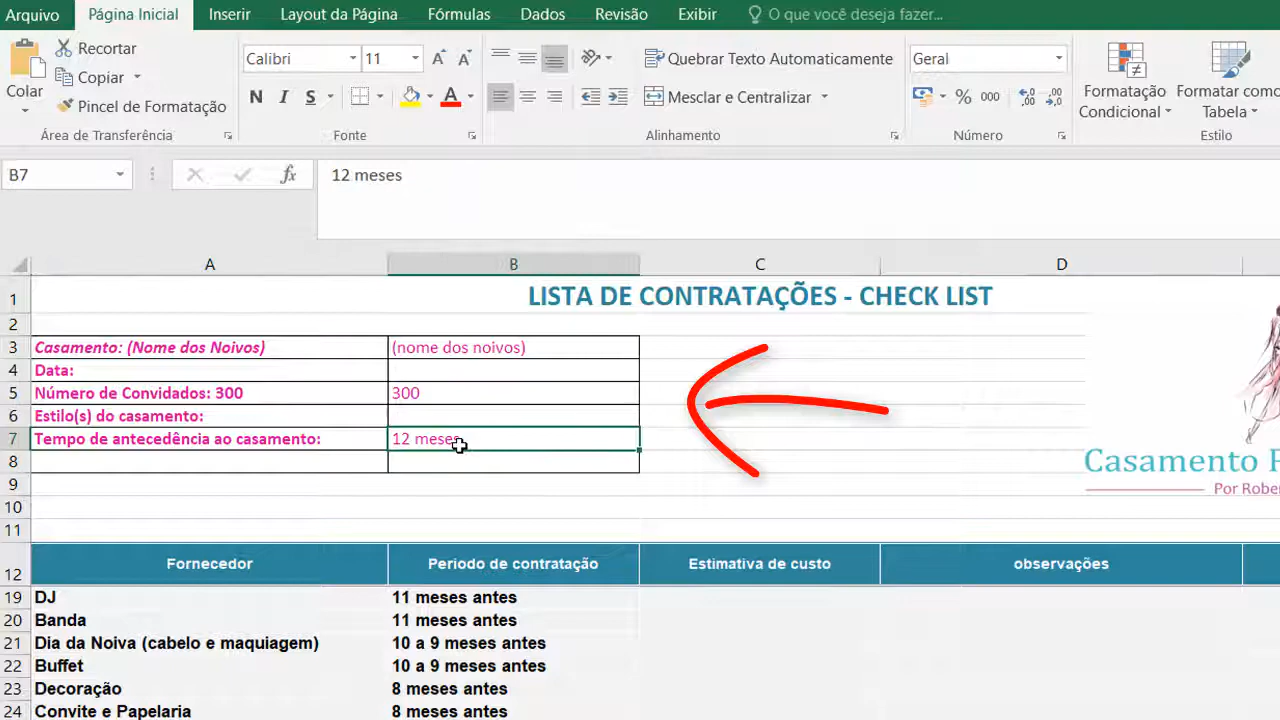 Arquivo Página Inicial Inserir Layout da Página Fórmulas Dados Revisão Exibir O que você deseja fazer...
Colar
Recortar
Copiar
Pincel de Formatação
Área de Transferência
Calibri 11
N I S
Fonte
Quebrar Texto Automaticamente
Mesclar e Centralizar
Alinhamento
Geral
% 000
Número
Formatação Condicional
Formatar como Tabela
Estilo
B7 fx 12 meses
A B C D
1 LISTA DE CONTRATAÇÕES - CHECK LIST
2
3 Casamento: (Nome dos Noivos) (nome dos noivos)
4 Data:
5 Número de Convidados: 300 300
6 Estilo(s) do casamento:
7 Tempo de antecedência ao casamento: 12 meses
8
Casamento
9
Por
10
11
12 Fornecedor Periodo de contratação Estimativa de custo observações
19 DJ 11 meses antes
20 Banda 11 meses antes
21 Dia da Noiva (cabelo e maquiagem) 10 a 9 meses antes
22 Buffet 10 a 9 meses antes
23 Decoração 8 meses antes
24 Convite e Papelaria 8 meses antes